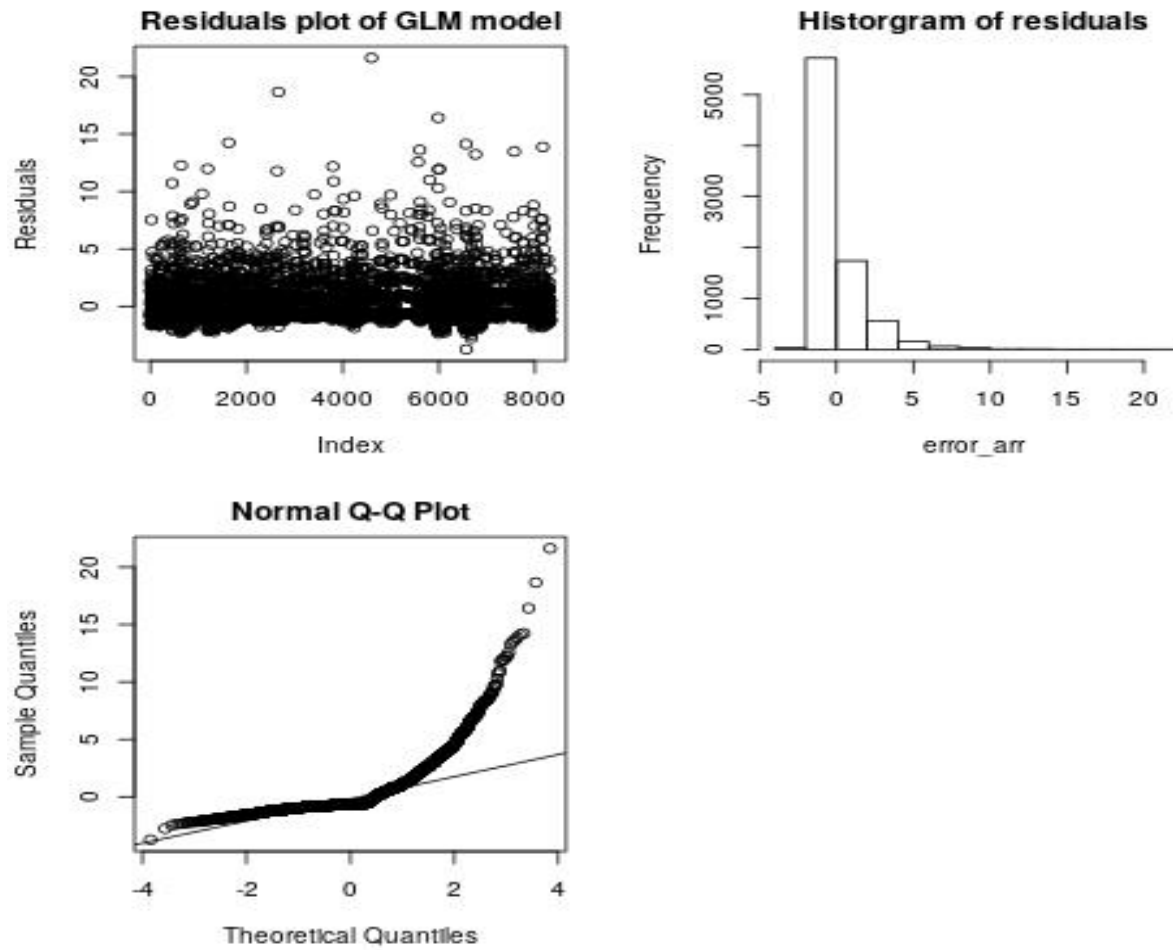 Residuals plot of GLM model
Residuals
20
15
10
5
0
0 2000 4000 6000 8000
Index
Historgram of residuals
Frequency
5000
3000
1000
0
-5 0 5 10 15 20
error_arr
Normal Q-Q Plot
Sample Quantiles
20
15
10
5
0
-4 -2 0 2 4
Theoretical Quantiles